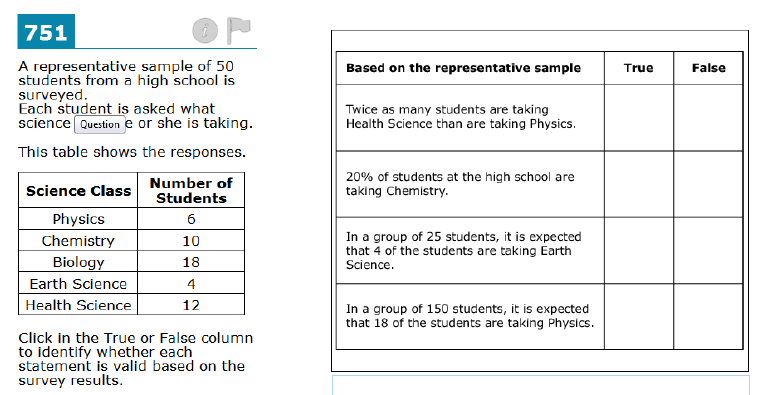 751
A representative sample of 50
students from a high school is
surveyed.
Each student is asked what
science Question e or she is taking.
This table shows the responses.
Science Class Number of Students
Physics 6
Chemistry 10
Biology 18
Earth Science 4
Health Science 12
Click in the True or False column
to identify whether each
statement is valid based on the
survey results.
Based on the representative sample True False
Twice as many students are taking
Health Science than are taking Physics.
20% of students at the high school are
taking Chemistry.
In a group of 25 students, it is expected
that 4 of the students are taking Earth
Science.
In a group of 150 students, it is expected
that 18 of the students are taking Physics.